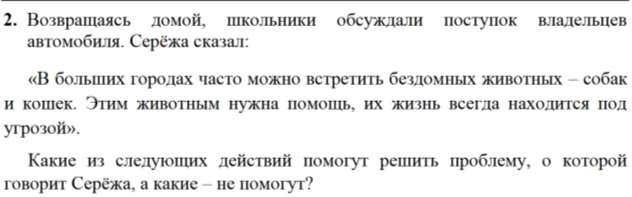 2. Возвращаясь домой, школьники обсуждали поступок владельцев
автомобиля. Серёжа сказал:
«В больших городах часто можно встретить бездомных животных – собак
и кошек. Этим животным нужна помощь, их жизнь всегда находится под
угрозой».
Какие из следующих действий помогут решить проблему, о которой
говорит Серёжа, а какие – не помогут?